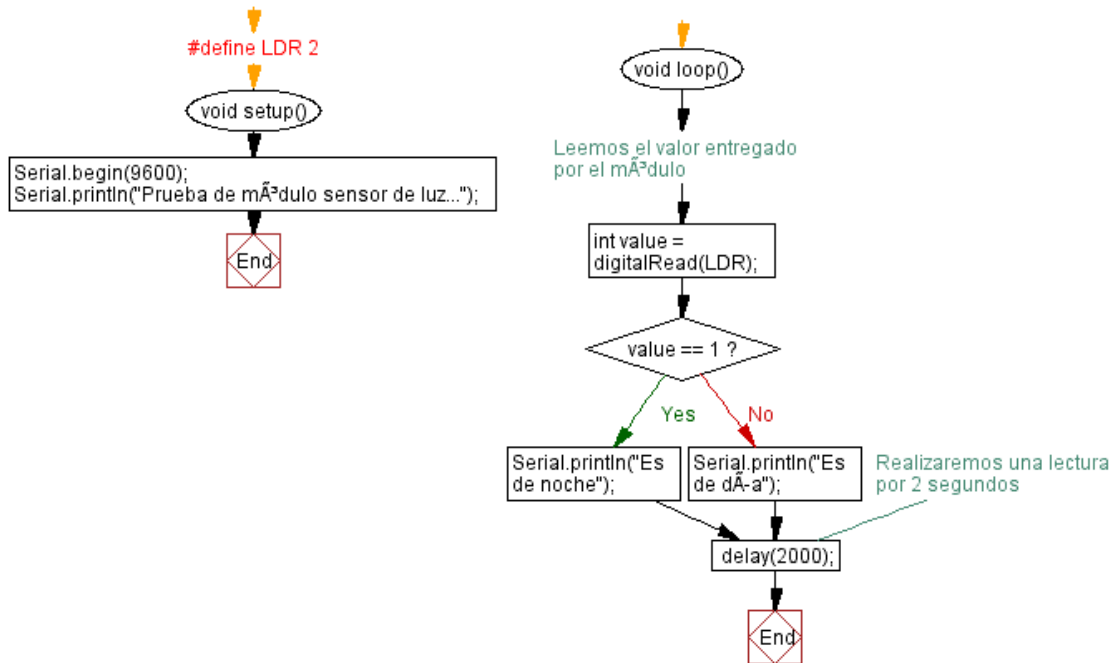 #define LDR 2
void setup()
Serial.begin(9600);
Serial.println("Prueba de mÃ³dulo sensor de luz...");
End
void loop()
Leemos el valor entregado
por el mÃ³dulo
int value =
digitalRead(LDR);
value == 1 ?
Yes
No
Serial.println("Es
de noche");
Serial.println("Es
de dÃ-a");
Realizaremos una lectura
por 2 segundos
delay(2000);
End